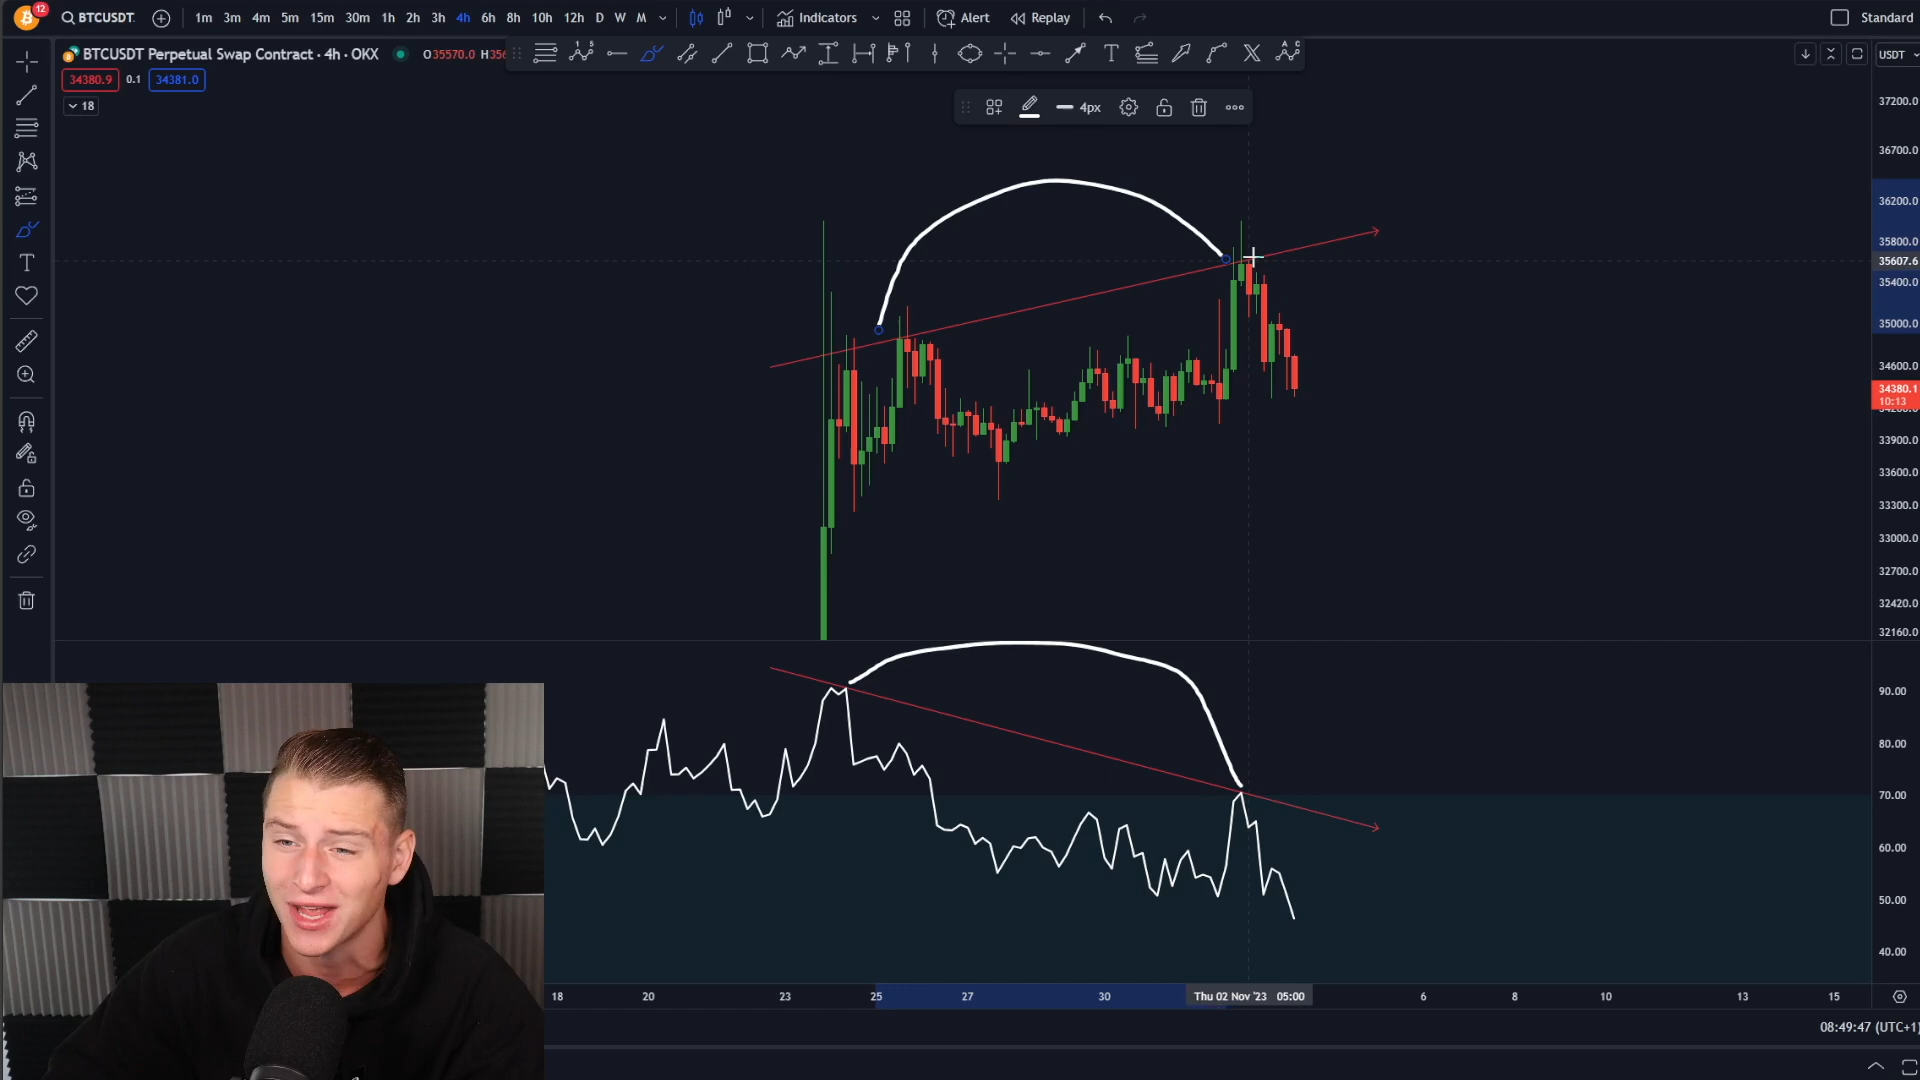 12
BTCUSDT
1m 3m 4m 5m 15m 30m 1h 2h 3h 4h 6h 8h 10h 12h D W M
Indicators
Alert
Replay
Standard
BTCUSDT Perpetual Swap Contract · 4h · OKX
O35570.0
USDT
34380.9
0.1
34381.0
18
4px
37200.0
36700.0
36200.0
35800.0
35607.6
35400.0
35000.0
34600.0
34380.1
10:13
33900.0
33600.0
33300.0
33000.0
32700.0
32420.0
32160.0
90.00
80.00
70.00
60.00
50.00
40.00
18 20 23 25 27 30 Thu 02 Nov '23 05:00 6 8 10 13 15
08:49:47 (UTC+1)